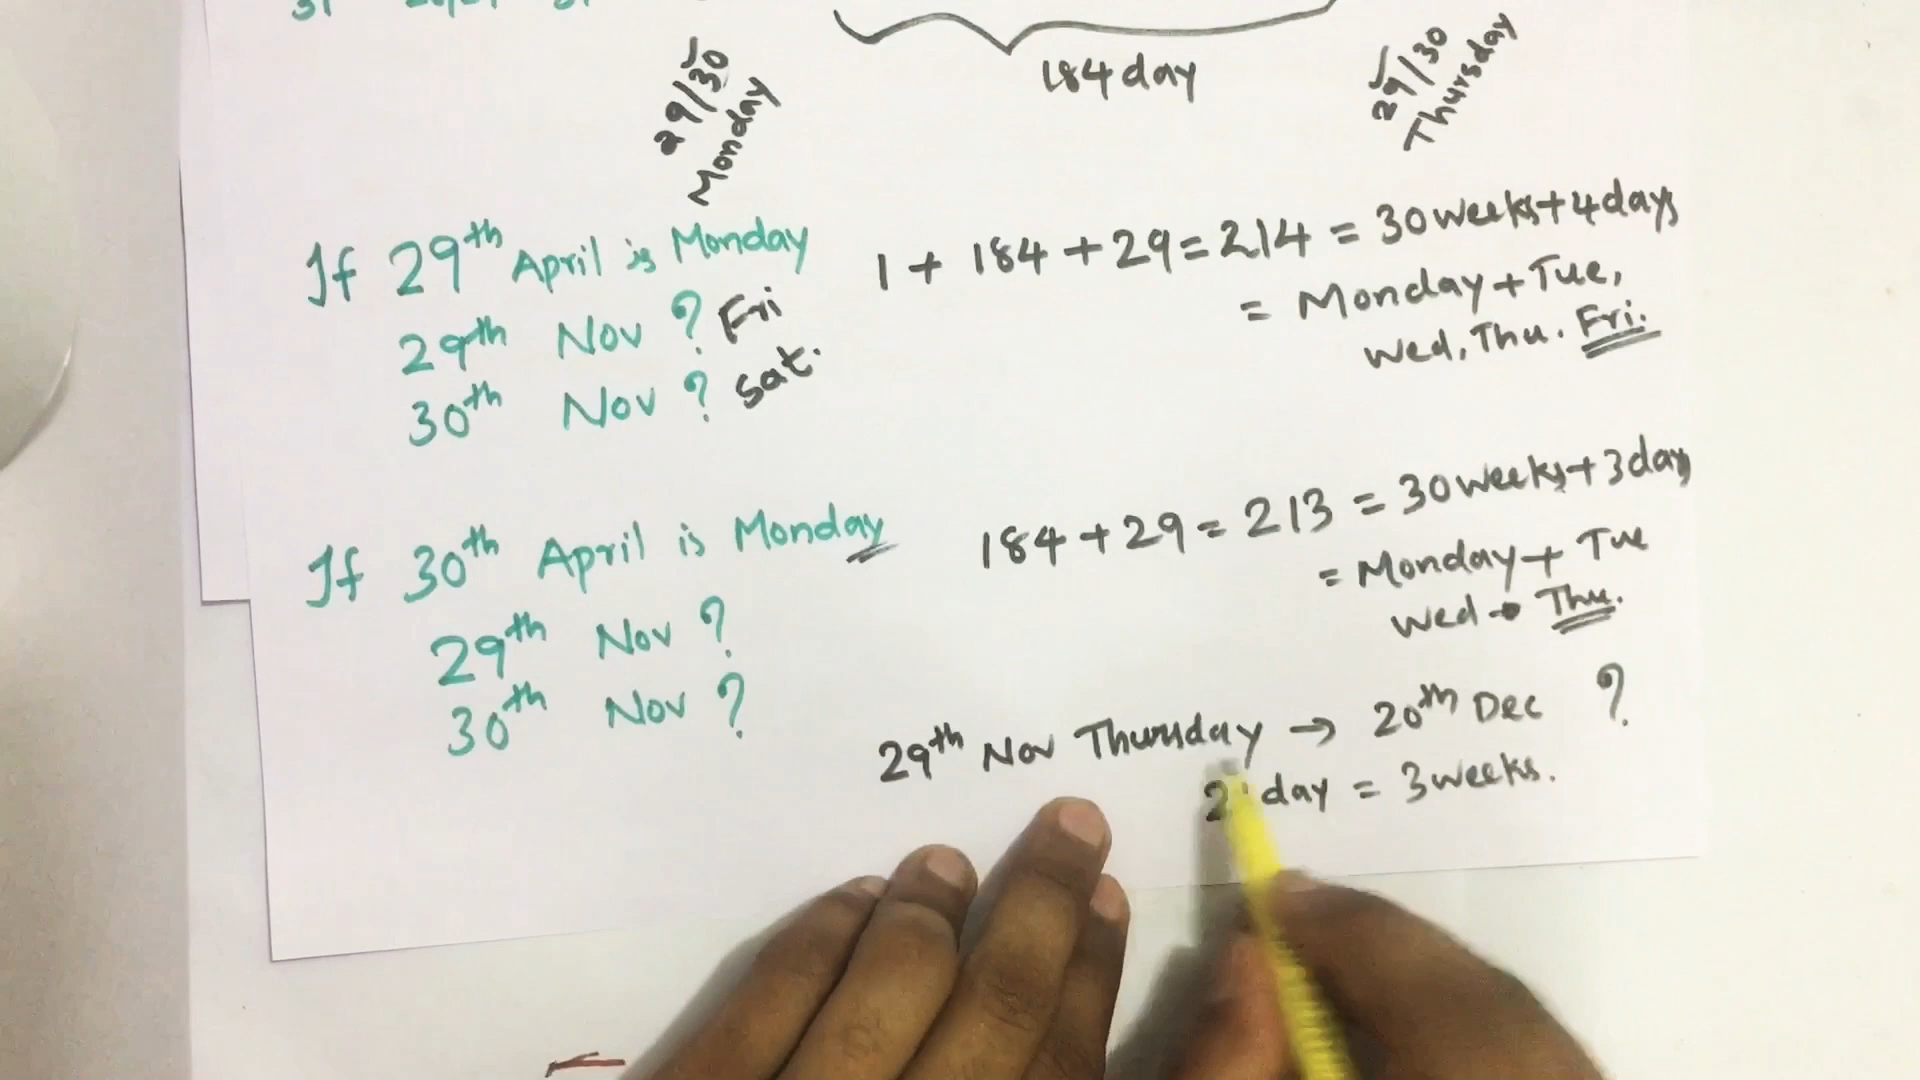 29/30
Monday
184 day
29/30
Thursday
If 29th April is Monday
29th Nov ? Fri
30th Nov ? Sat.
1 + 184 + 29 = 214 = 30 weeks + 4 days
= Monday + Tue,
Wed, Thu. Fri.
If 30th April is Monday
29th Nov ?
30th Nov ?
184 + 29 = 213 = 30 weeks + 3 day
= Monday + Tue
Wed Thu.
29th Nov Thursday → 20th Dec ?
day = 3 weeks.